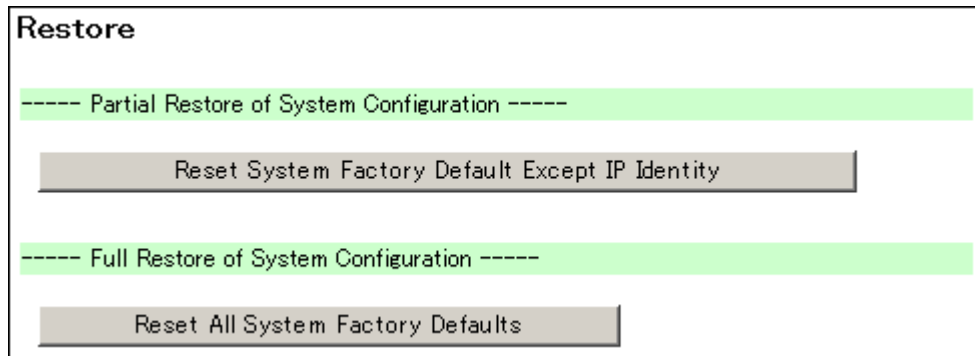 Restore
----- Partial Restore of System Configuration -----
Reset System Factory Default Except IP Identity
----- Full Restore of System Configuration -----
Reset All System Factory Defaults